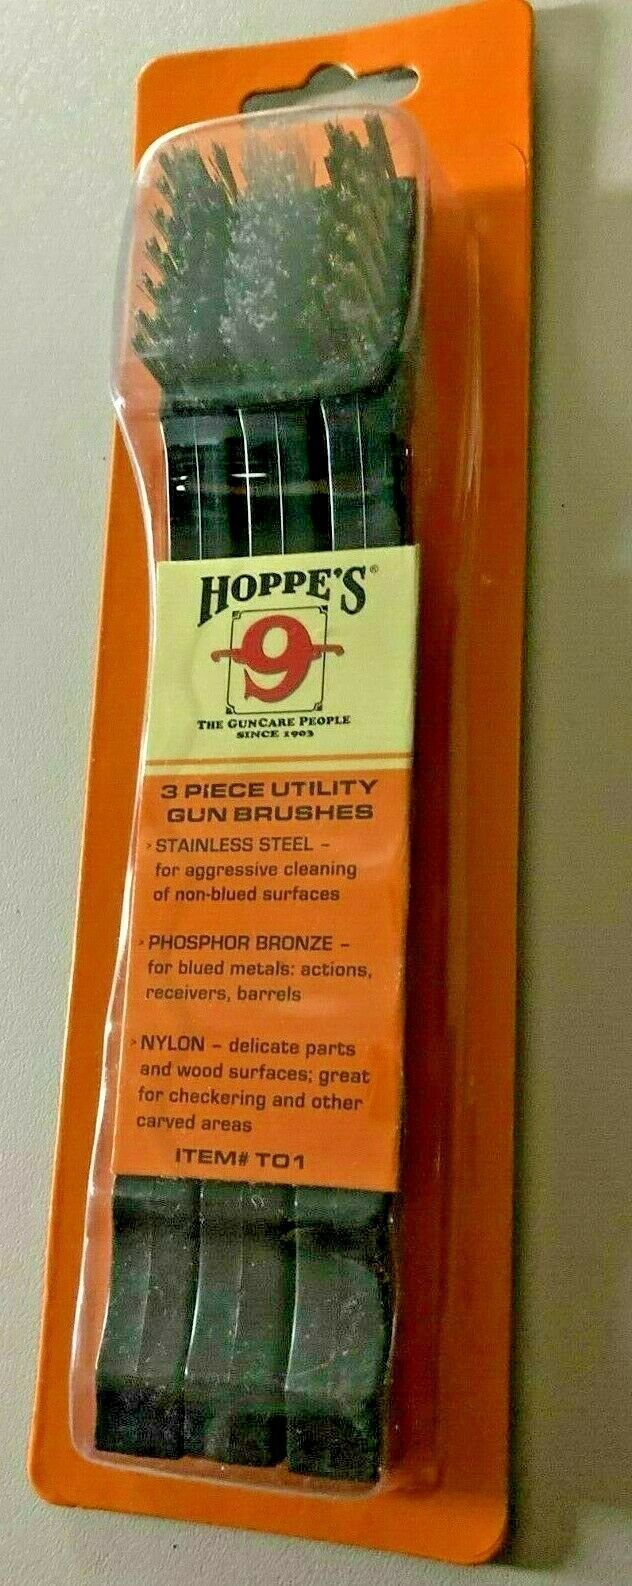 HOPPE'S®
9
THE GUNCARE PEOPLE
SINCE 1903
3 PIECE UTILITY
GUN BRUSHES
> STAINLESS STEEL –
for aggressive cleaning
of non-blued surfaces
> PHOSPHOR BRONZE –
for blued metals: actions,
receivers, barrels
> NYLON – delicate parts
and wood surfaces; great
for checkering and other
carved areas
ITEM# TO1